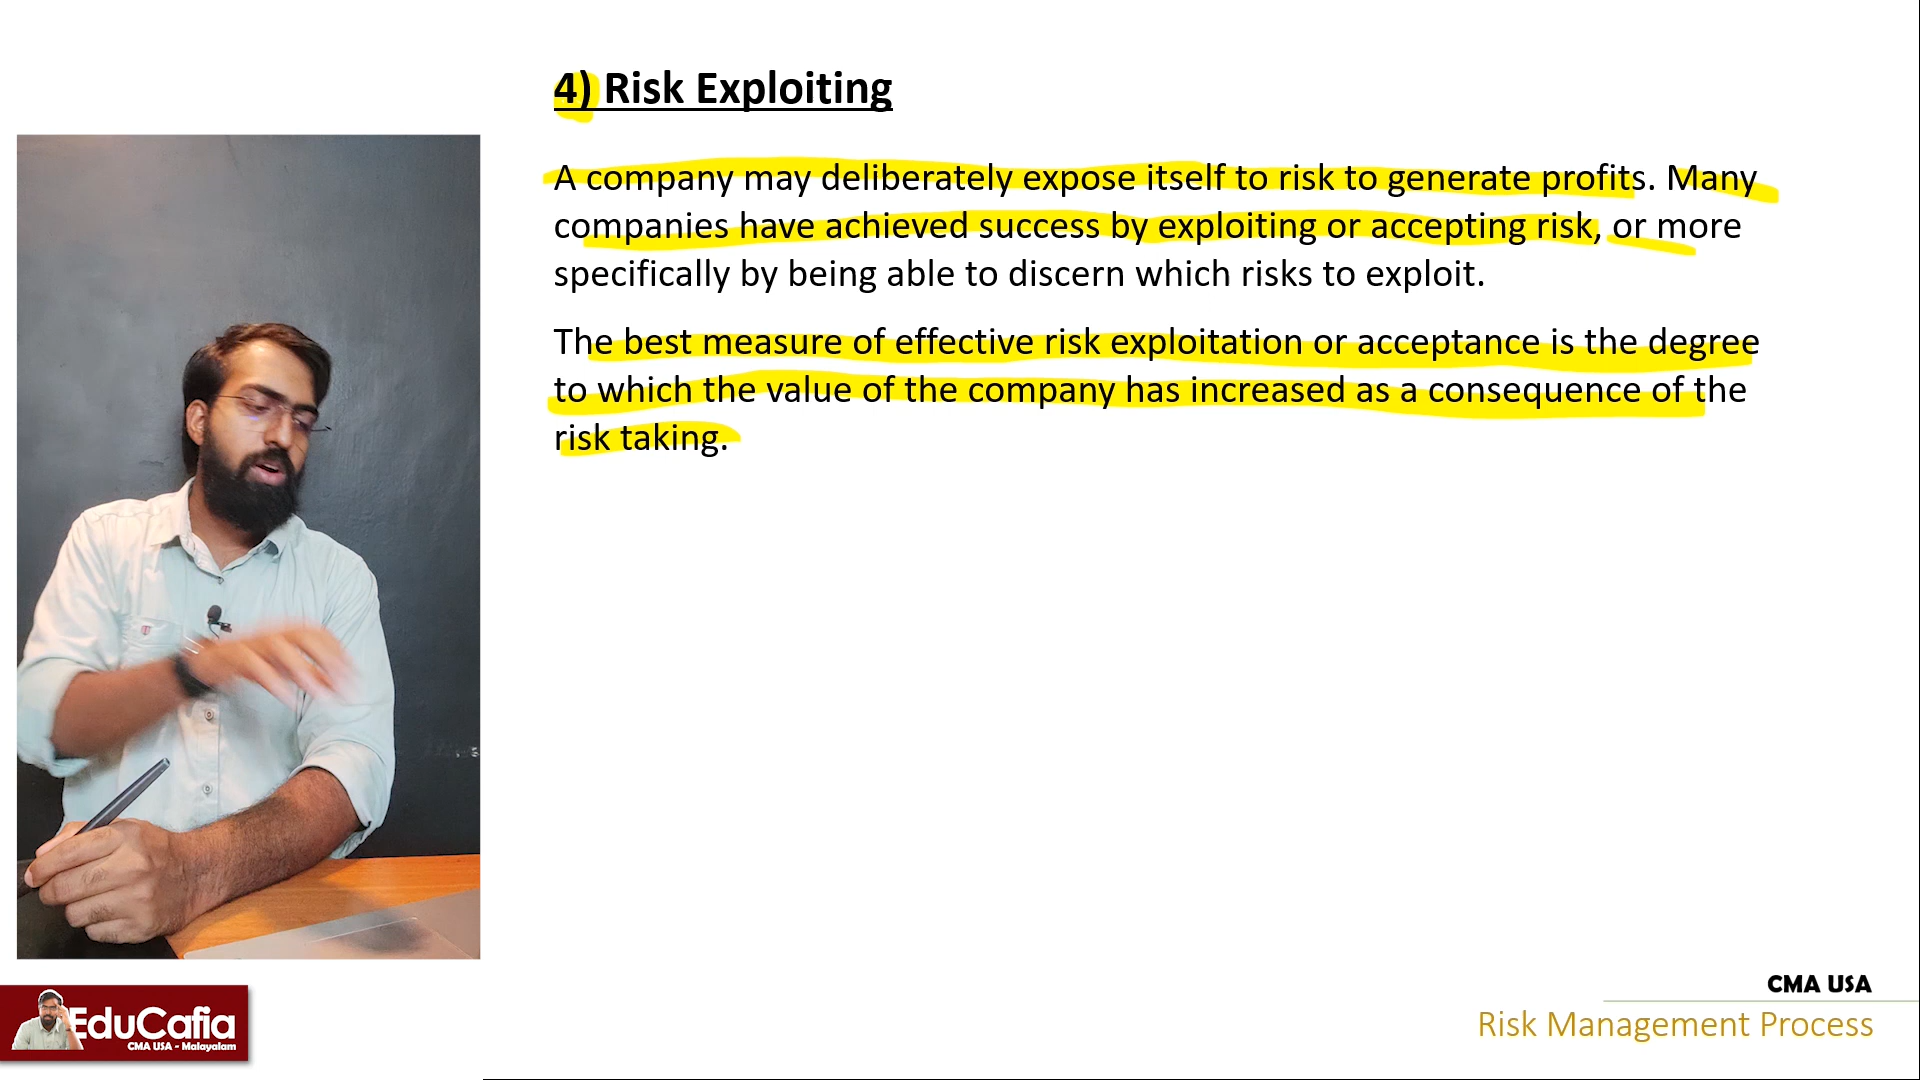 4) Risk Exploiting
A company may deliberately expose itself to risk to generate profits. Many
companies have achieved success by exploiting or accepting risk, or more
specifically by being able to discern which risks to exploit.
The best measure of effective risk exploitation or acceptance is the degree
to which the value of the company has increased as a consequence of the
risk taking.
CMA USA
Risk Management Process
EduCafia
CMA USA - Malayalam